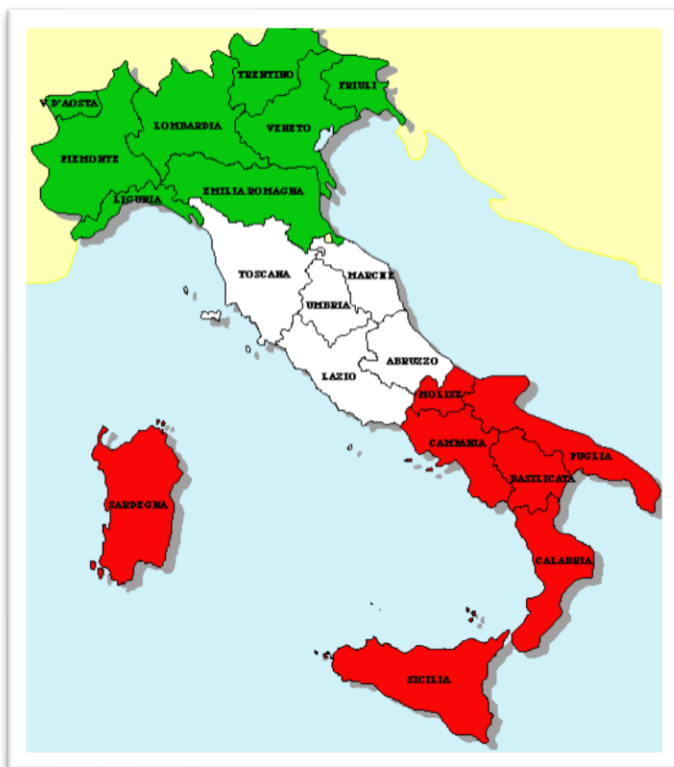 TRENTINO
FRIULI
V. D'AOSTA
LOMBARDIA
VENETO
PIEMONTE
EMILIA ROMAGNA
LIGURIA
TOSCANA
MARCHE
UMBRIA
ABRUZZO
LAZIO
MOLISE
CAMPANIA
PUGLIA
BASILICATA
SARDEGNA
CALABRIA
SICILIA